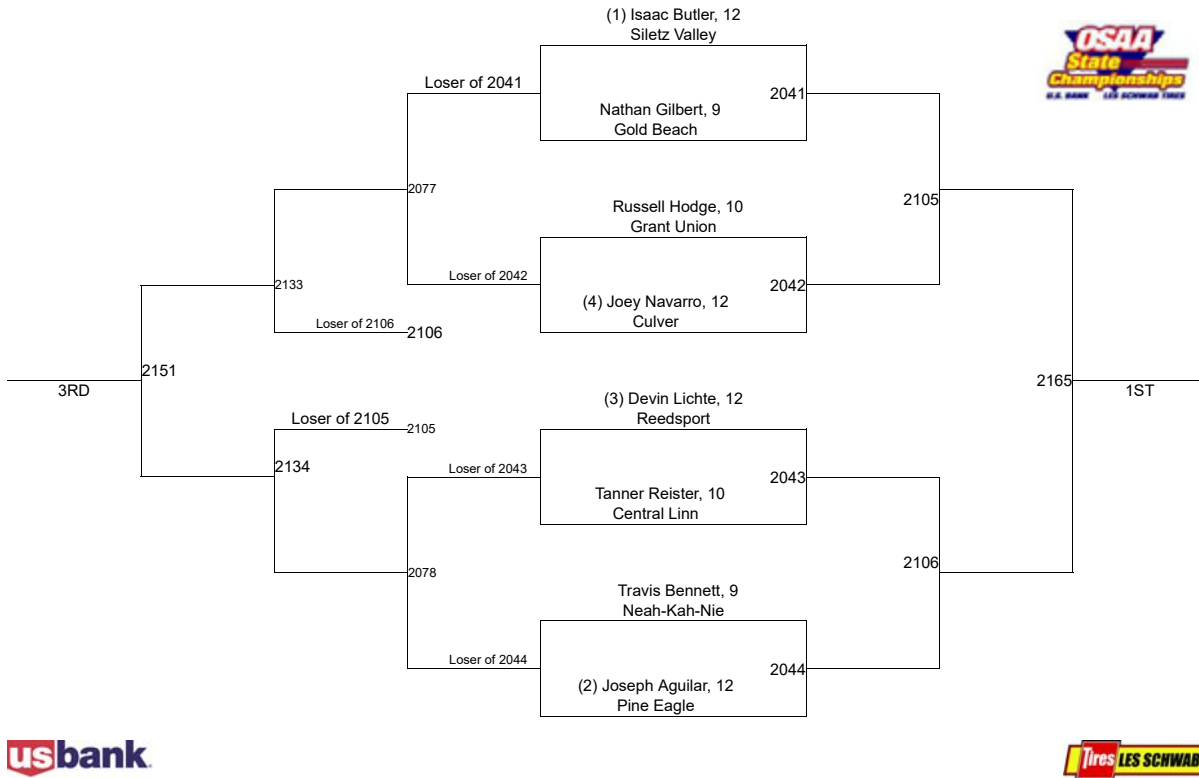 (1) Isaac Butler, 12
Siletz Valley
OSAA
State
Championships
U.S. BANK LES SCHWAB TIRES
Loser of 2041
2041
Nathan Gilbert, 9
Gold Beach
2077
2105
Russell Hodge, 10
Grant Union
Loser of 2042
2042
2133
(4) Joey Navarro, 12
Culver
Loser of 2106
2106
2151
3RD
2165
1ST
(3) Devin Lichte, 12
Reedsport
Loser of 2105
2105
2134
Loser of 2043
2043
Tanner Reister, 10
Central Linn
2106
2078
Travis Bennett, 9
Neah-Kah-Nie
Loser of 2044
2044
(2) Joseph Aguilar, 12
Pine Eagle
usbank
Tires LES SCHWAB